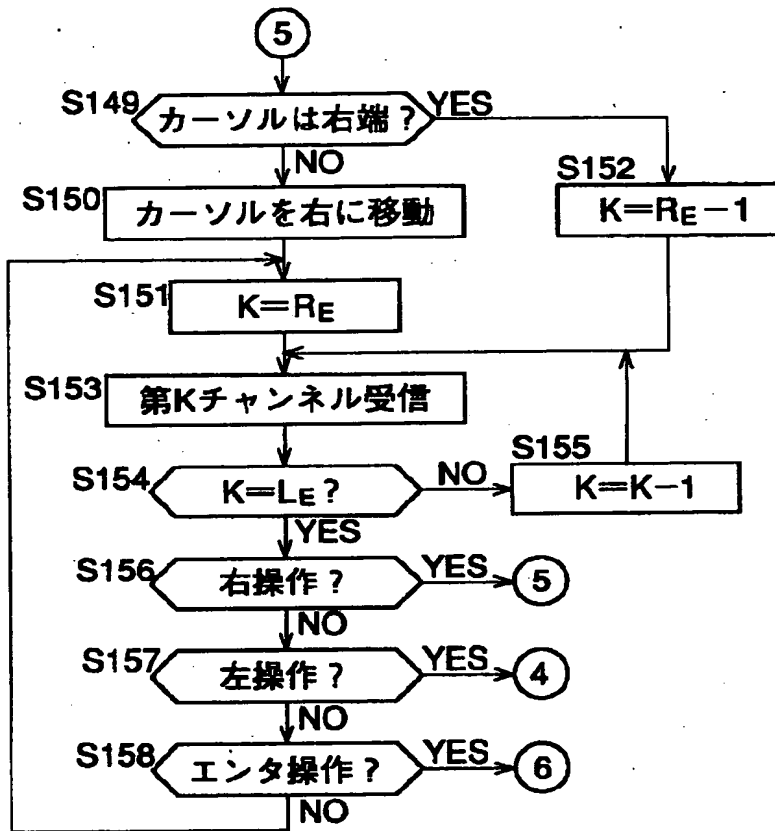 5
S149
カーソルは右端?
YES
NO
S150
カーソルを右に移動
S152
K=RE−1
S151
K=RE
S153
第Kチャンネル受信
S154
K=LE?
NO
S155
K=K−1
YES
S156
右操作?
YES
5
NO
S157
左操作?
YES
4
NO
S158
エンタ操作?
YES
6
NO